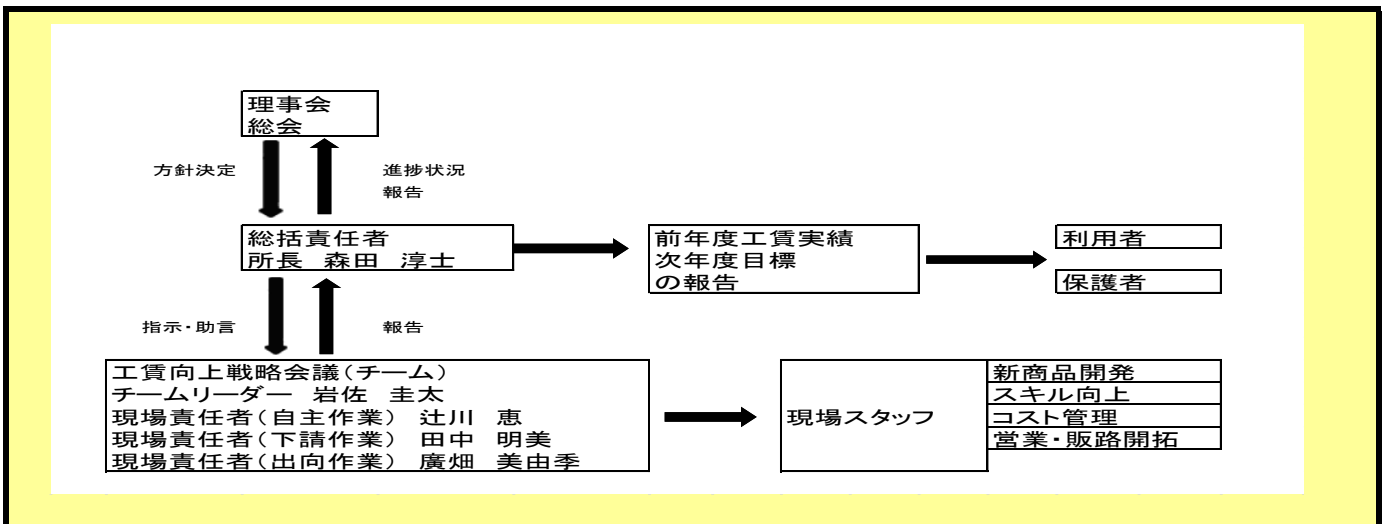 理事会
総会
方針決定
進捗状況
報告
総括責任者
所長 森田 淳士
前年度工賃実績
次年度目標
の報告
利用者
保護者
指示・助言
報告
工賃向上戦略会議(チーム)
チームリーダー 岩佐 圭太
現場責任者(自主作業) 辻川 恵
現場責任者(下請作業) 田中 明美
現場責任者(出向作業) 廣畑 美由季
現場スタッフ
新商品開発
スキル向上
コスト管理
営業・販路開拓